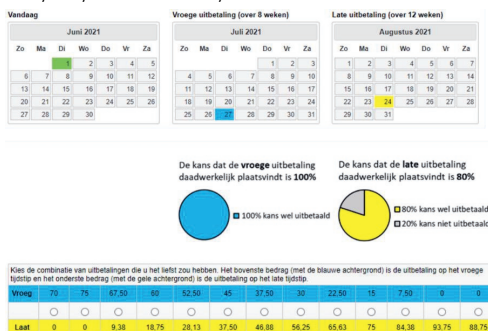 Vandaag
Vroege uitbetaling (over 8 weken)
Late uitbetaling (over 12 weken)
Juni 2021
Zo Ma Di Wo Do Vr Za
1 2 3 4 5
6 7 8 9 10 11 12
13 14 15 16 17 18 19
20 21 22 23 24 25 26
27 28 29 30
Juli 2021
Zo Ma Di Wo Do Vr Za
1 2 3
4 5 6 7 8 9 10
11 12 13 14 15 16 17
18 19 20 21 22 23 24
25 26 27 28 29 30 31
Augustus 2021
Zo Ma Di Wo Do Vr Za
1 2 3 4 5 6 7
8 9 10 11 12 13 14
15 16 17 18 19 20 21
22 23 24 25 26 27 28
29 30 31
De kans dat de vroege uitbetaling
daadwerkelijk plaatsvindt is 100%
100% kans wel uitbetaald
De kans dat de late uitbetaling
daadwerkelijk plaatsvindt is 80%
80% kans wel uitbetaald
20% kans niet uitbetaald
Kies de combinatie van uitbetalingen die u het liefst zou hebben. Het bovenste bedrag (met de blauwe achtergrond) is de uitbetaling op het vroege
tijdstip en het onderste bedrag (met de gele achtergrond) is de uitbetaling op het late tijdstip.
Vroeg 70 75 67,50 60 52,50 45 37,50 30 22,50 15 7,50 0 0
Laat 0 0 9,38 18,75 28,13 37,50 46,88 56,25 65,63 75 84,38 93,75 88,75